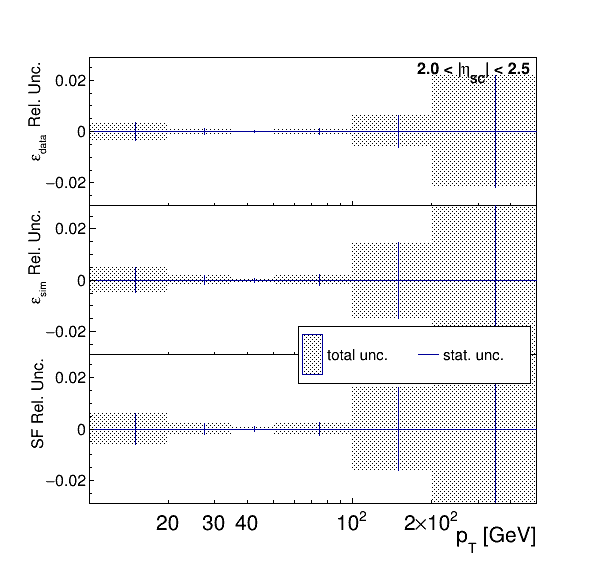 2.0 < |η_sc| < 2.5
ε_data Rel. Unc.
0.02
0
−0.02
ε_sim Rel. Unc.
0.02
0
−0.02
total unc.
stat. unc.
SF Rel. Unc.
0.02
0
−0.02
20 30 40 10² 2×10²
p_T [GeV]